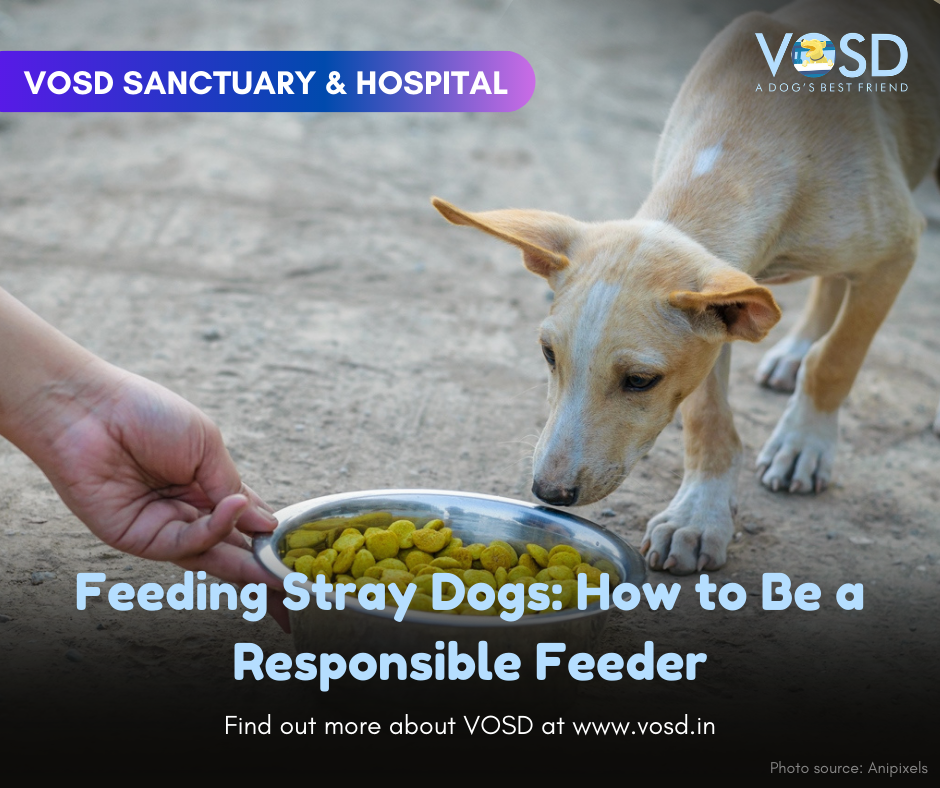 VOSD SANCTUARY & HOSPITAL
VOSD
A DOG'S BEST FRIEND
Feeding Stray Dogs: How to Be a
Responsible Feeder
Find out more about VOSD at www.vosd.in
Photo source: Anipixels